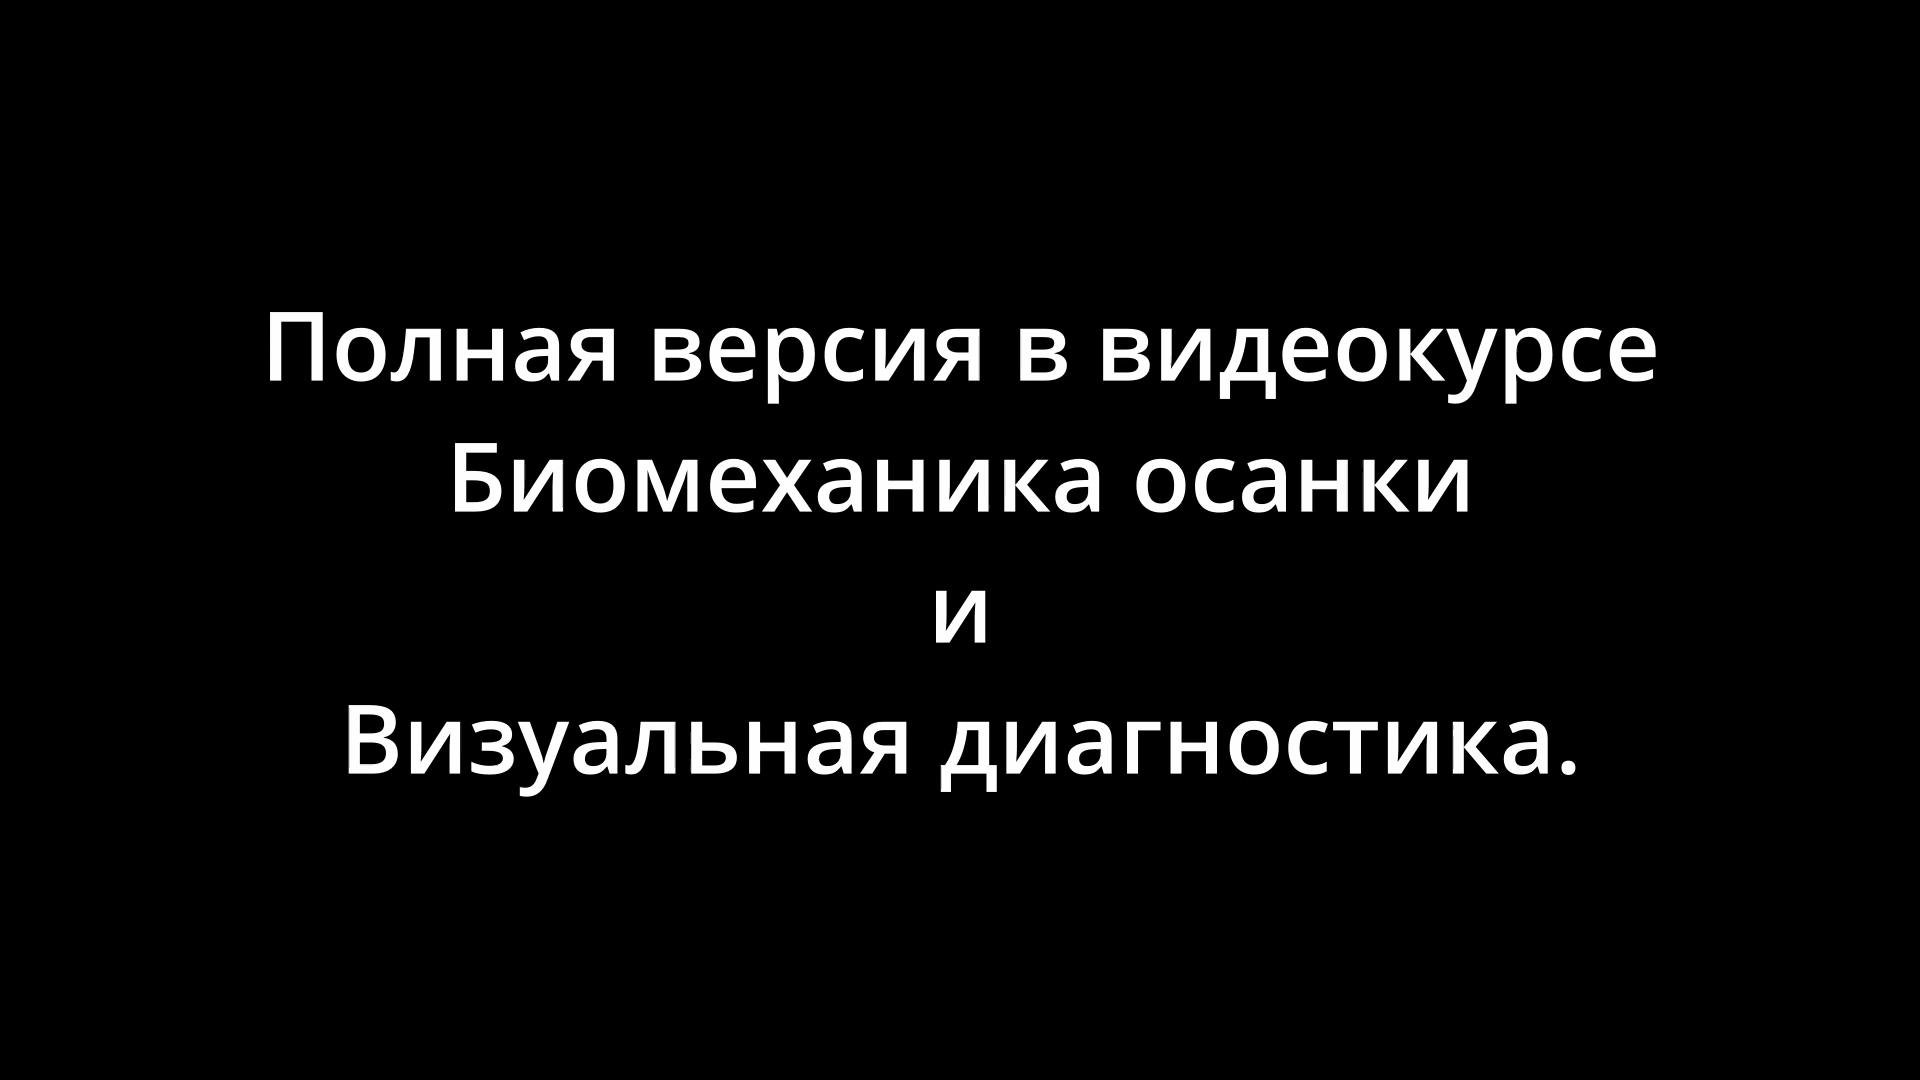 Полная версия в видеокурсе
Биомеханика осанки
и
Визуальная диагностика.